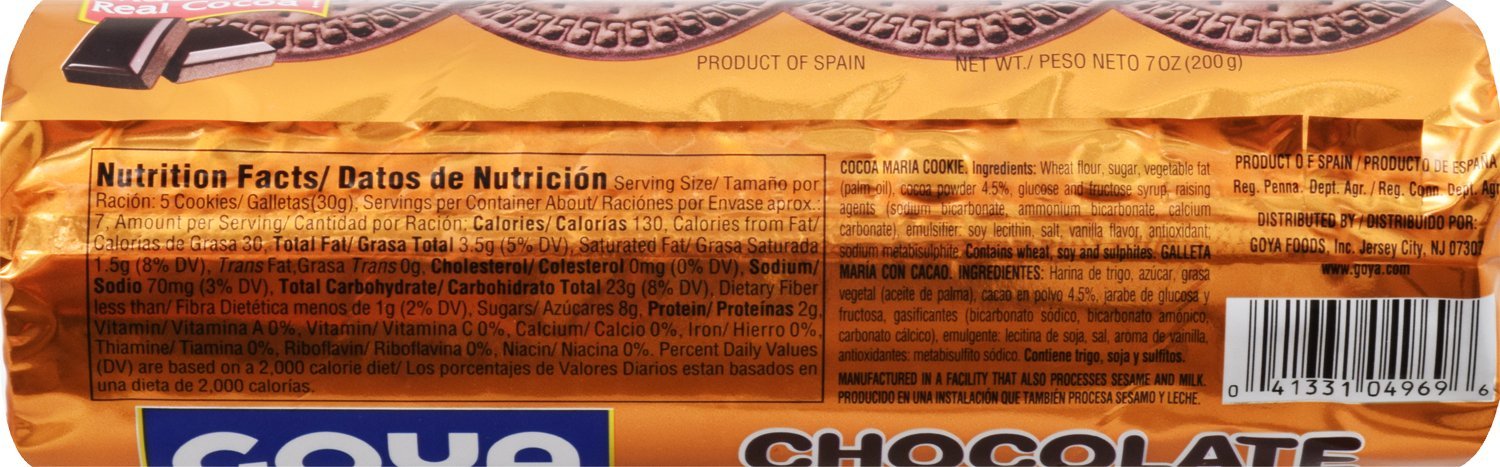 Real Cocoa !
PRODUCT OF SPAIN
NET WT./ PESO NETO 7 OZ (200 g)
Nutrition Facts/ Datos de Nutrición Serving Size/ Tamaño por
Ración: 5 Cookies/ Galletas(30g), Servings per Container About/ Raciónes por Envase aprox.:
7, Amount per Serving/ Cantidad por Ración: Calories/ Calorías 130, Calories from Fat/
Calorías de Grasa 30, Total Fat/ Grasa Total 3.5g (5% DV), Saturated Fat/ Grasa Saturada
1.5g (8% DV), Trans Fat,Grasa Trans 0g, Cholesterol/ Colesterol 0mg (0% DV), Sodium/
Sodio 70mg (3% DV), Total Carbohydrate/ Carbohidrato Total 23g (8% DV), Dietary Fiber
less than/ Fibra Dietética menos de 1g (2% DV), Sugars/ Azúcares 8g, Protein/ Proteínas 2g,
Vitamin/ Vitamina A 0%, Vitamin/ Vitamina C 0%, Calcium/ Calcio 0%, Iron/ Hierro 0%,
Thiamine/ Tiamina 0%, Riboflavin/ Riboflavina 0%, Niacin/ Niacina 0%. Percent Daily Values
(DV) are based on a 2,000 calorie diet/ Los porcentajes de Valores Diarios estan basados en
una dieta de 2,000 calorías.
COCOA MARIA COOKIE. Ingredients: Wheat flour, sugar, vegetable fat
(palm oil), cocoa powder 4.5%, glucose and fructose syrup, raising
agents (sodium bicarbonate, ammonium bicarbonate, calcium
carbonate), emulsifier: soy lecithin, salt, vanilla flavor, antioxidant:
sodium metabisulphite. Contains wheat, soy and sulphites. GALLETA
MARÍA CON CACAO. INGREDIENTES: Harina de trigo, azúcar, grasa
vegetal (aceite de palma), cacao en polvo 4.5%, jarabe de glucosa y
fructosa, gasificantes (bicarbonato sódico, bicarbonato amónico,
carbonato cálcico), emulgente: lecitina de soja, sal, aroma de vainilla,
antioxidantes: metabisulfito sódico. Contiene trigo, soja y sulfitos.
MANUFACTURED IN A FACILITY THAT ALSO PROCESSES SESAME AND MILK.
PRODUCIDO EN UNA INSTALACIÓN QUE TAMBIÉN PROCESA SÉSAMO Y LECHE.
PRODUCT OF SPAIN / PRODUCTO DE ESPAÑA
Reg. Penna. Dept. Agr. / Reg. Conn. Dept. Agr
DISTRIBUTED BY / DISTRIBUIDO POR:
GOYA FOODS, Inc. Jersey City, NJ 07302
www.goya.com
0 41331 04969 6
GOYA
CHOCOLATE